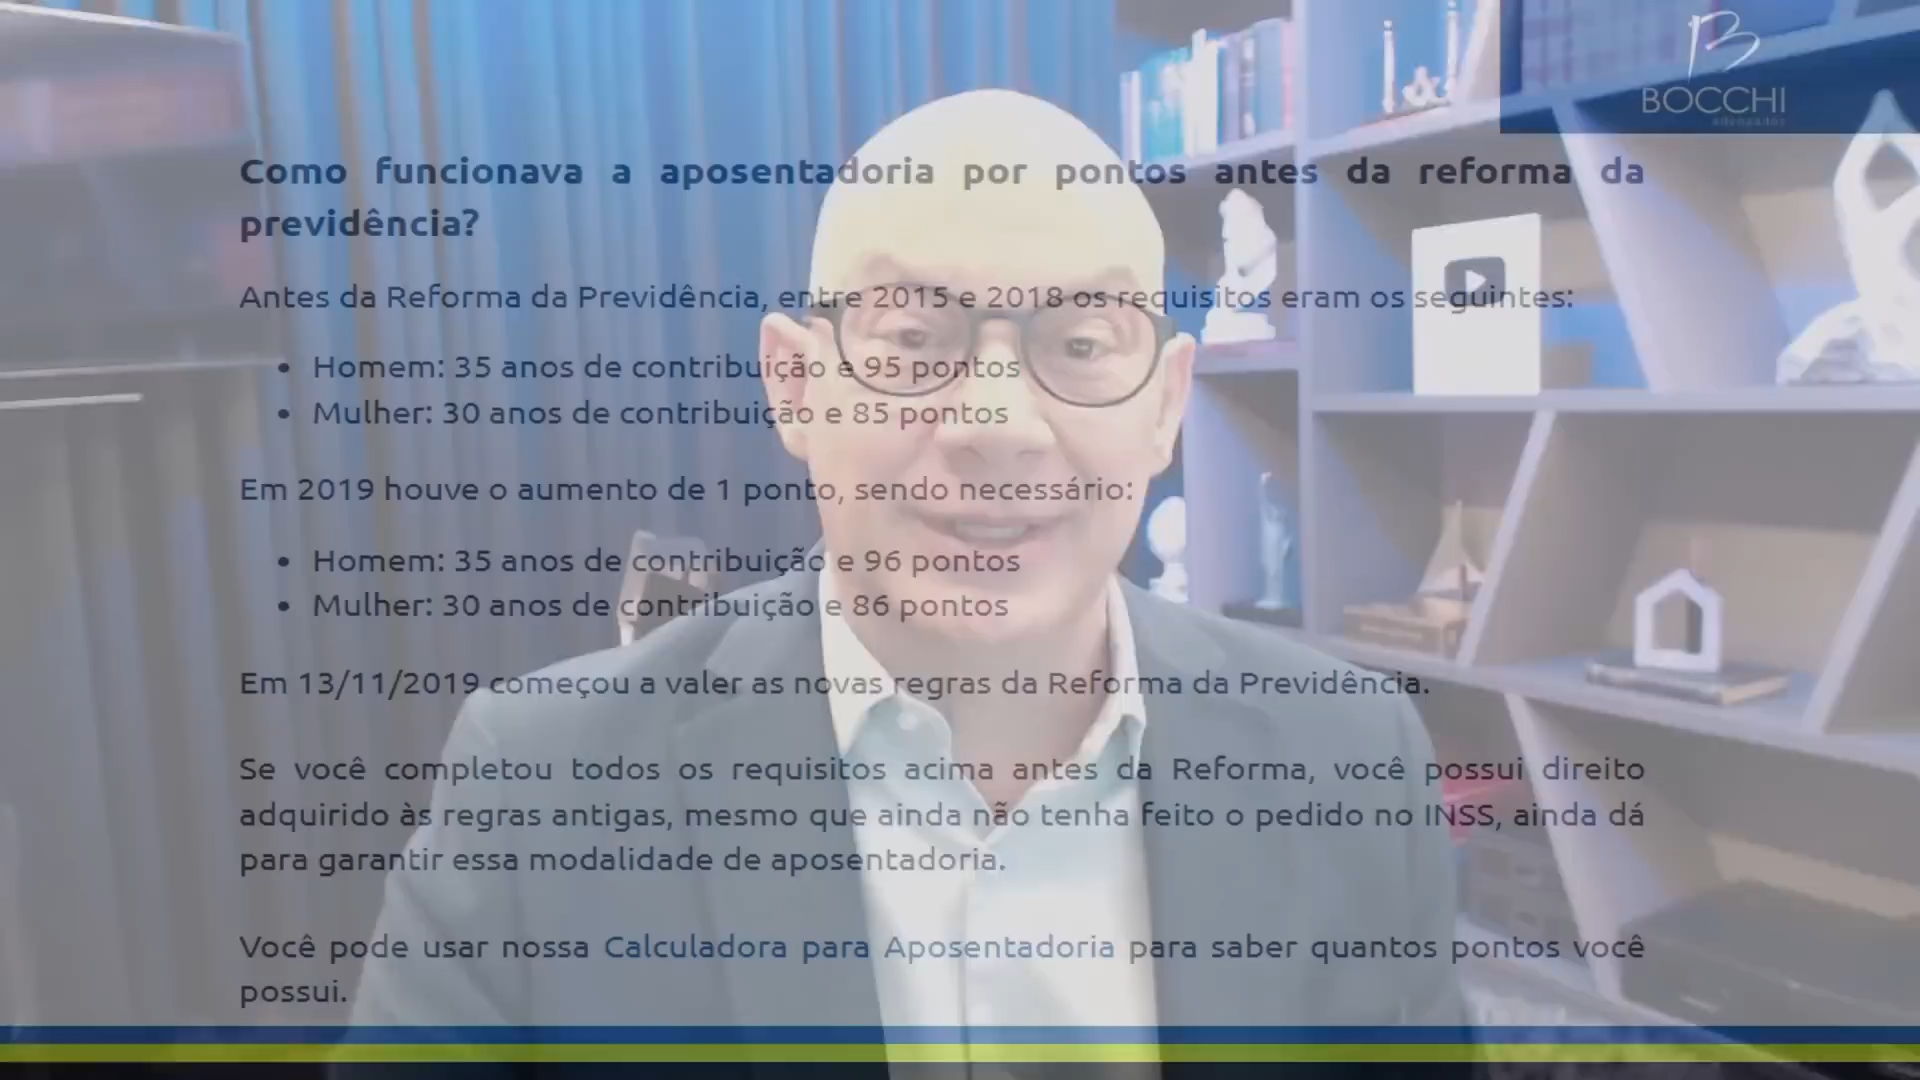 BOCCHI
advogados
Como funcionava a aposentadoria por pontos antes da reforma da
previdência?
Antes da Reforma da Previdência, entre 2015 e 2018 os requisitos eram os seguintes:
• Homem: 35 anos de contribuição e 95 pontos
• Mulher: 30 anos de contribuição e 85 pontos
Em 2019 houve o aumento de 1 ponto, sendo necessário:
• Homem: 35 anos de contribuição e 96 pontos
• Mulher: 30 anos de contribuição e 86 pontos
Em 13/11/2019 começou a valer as novas regras da Reforma da Previdência.
Se você completou todos os requisitos acima antes da Reforma, você possui direito
adquirido às regras antigas, mesmo que ainda não tenha feito o pedido no INSS, ainda dá
para garantir essa modalidade de aposentadoria.
Você pode usar nossa Calculadora para Aposentadoria para saber quantos pontos você
possui.